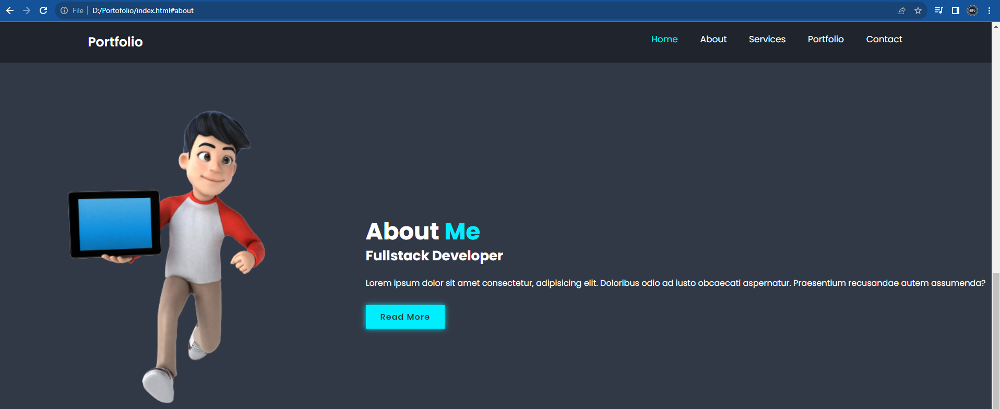 File D:/Portofolio/index.html#about
RPL
Portfolio Home About Services Portfolio Contact
About Me
Fullstack Developer
Lorem ipsum dolor sit amet consectetur, adipisicing elit. Doloribus odio ad iusto obcaecati aspernatur. Praesentium recusandae autem assumenda?
Read More